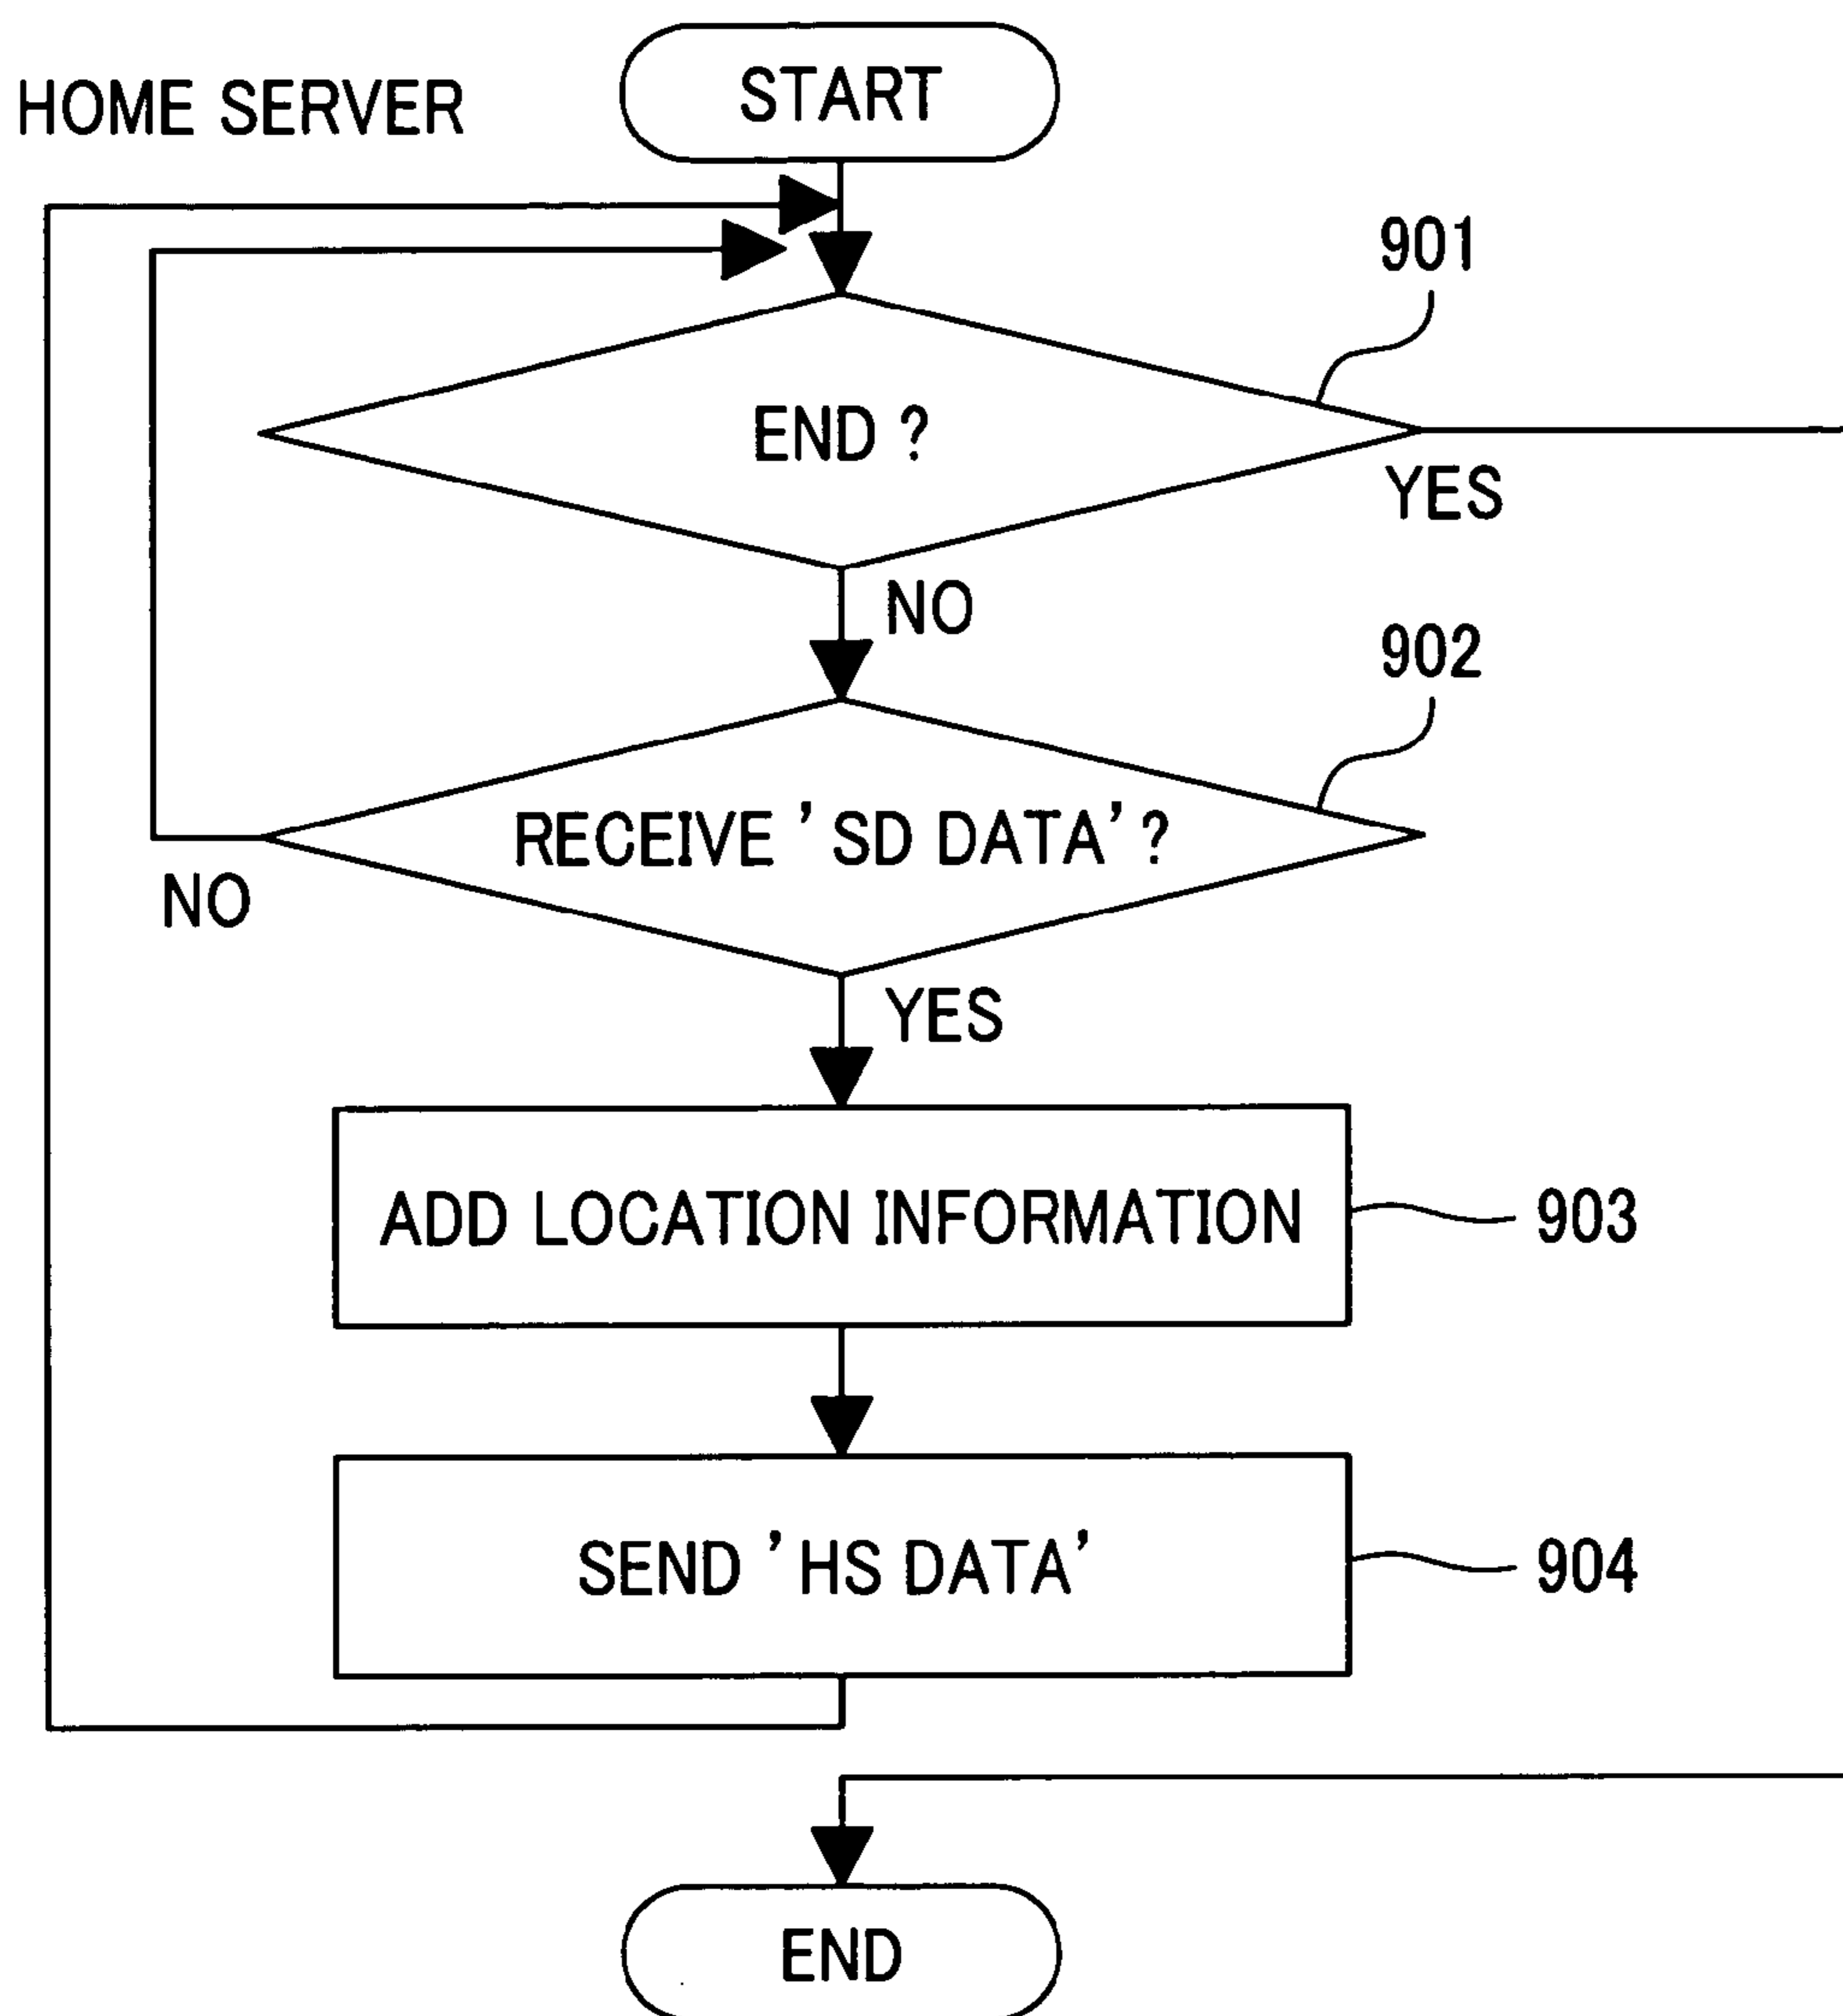 HOME SERVER
START
901
END ?
YES
NO
902
RECEIVE 'SD DATA'?
NO
YES
ADD LOCATION INFORMATION
903
SEND 'HS DATA'
904
END